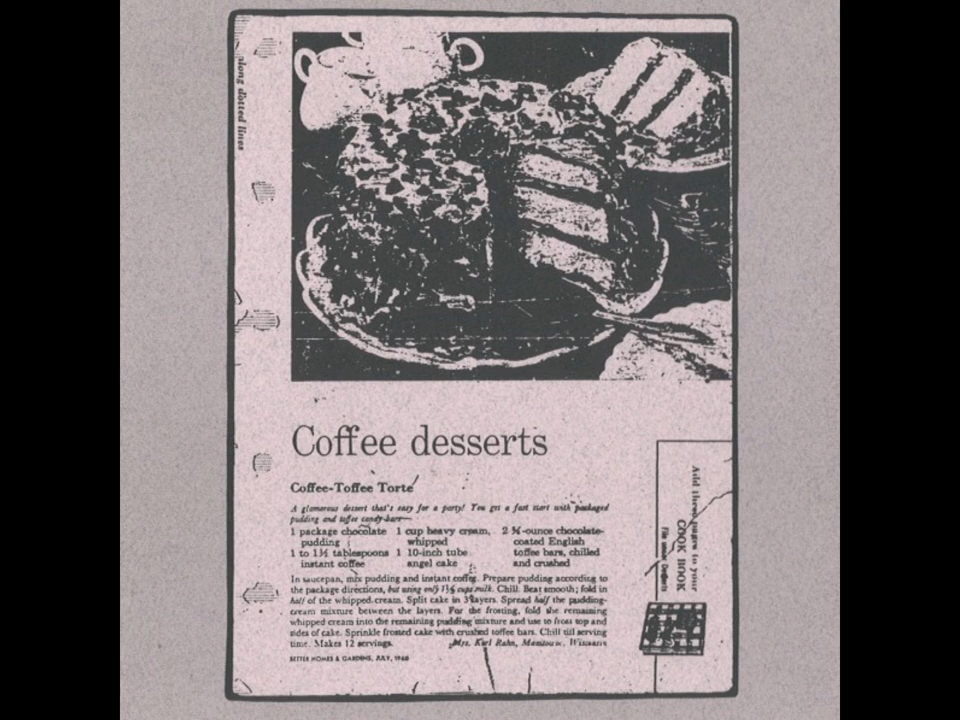 along dotted lines
Coffee desserts
Coffee-Toffee Torte
A glamorous dessert that's easy for a party! You get a fast start with packaged
pudding and toffee candy bars—
1 package chocolate pudding
1 to 1½ tablespoons instant coffee
1 cup heavy cream, whipped
1 10-inch tube angel cake
2 ¾-ounce chocolate-coated English toffee bars, chilled and crushed
In saucepan, mix pudding and instant coffee. Prepare pudding according to
the package directions, but using only 1½ cups milk. Chill. Beat smooth; fold in
half of the whipped cream. Split cake in 3 layers. Spread half the pudding-
cream mixture between the layers. For the frosting, fold the remaining
whipped cream into the remaining pudding mixture and use to frost top and
sides of cake. Sprinkle frosted cake with crushed toffee bars. Chill till serving
time. Makes 12 servings.
Mrs. Karl Rahn, Manitowoc, Wisconsin
BETTER HOMES & GARDENS, JULY, 1960
Add these pages to your
COOK BOOK
File under Desserts